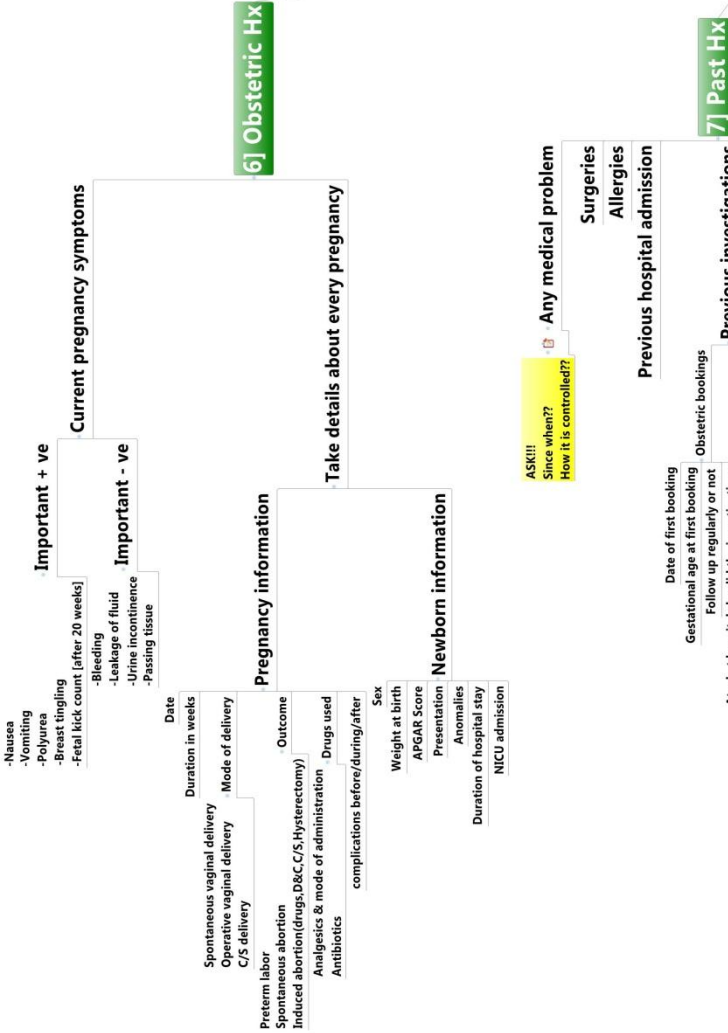 6] Obstetric Hx
Current pregnancy symptoms
Important + ve
-Nausea
-Vomiting
-Polyurea
-Breast tingling
-Fetal kick count [after 20 weeks]
Important - ve
-Bleeding
-Leakage of fluid
-Urine incontinence
-Passing tissue
Take details about every pregnancy
Pregnancy information
Date
Duration in weeks
Mode of delivery
Spontaneous vaginal delivery
Operative vaginal delivery
C/S delivery
Outcome
Preterm labor
Spontaneous abortion
Induced abortion(drugs,D&C,C/S,Hysterectomy)
Drugs used
Analgesics & mode of administration
Antibiotics
complications before/during/after
Newborn information
Sex
Weight at birth
APGAR Score
Presentation
Anomalies
Duration of hospital stay
NICU admission
7] Past Hx
Any medical problem
ASK!!!
Since when??
How it is controlled??
Surgeries
Allergies
Previous hospital admission
Previous investigations
Obstetric bookings
Date of first booking
Gestational age at first booking
Follow up regularly or not